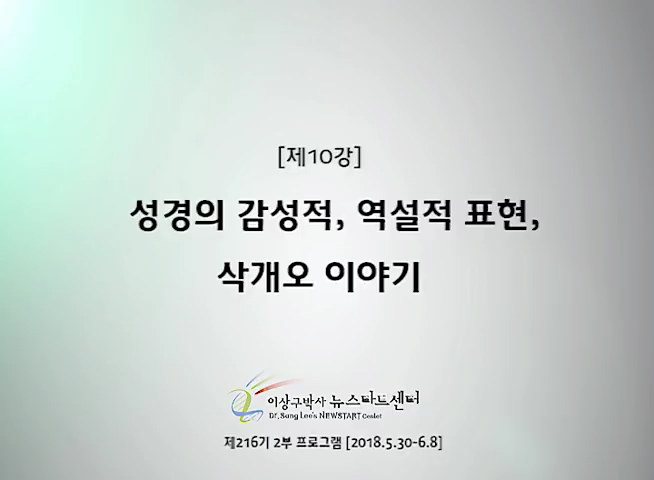 [제10강]
성경의 감성적, 역설적 표현,
삭개오 이야기
이상구박사 뉴스타트센터
Dr. Sang Lee's NEWSTART Center
제216기 2부 프로그램 [2018.5.30-6.8]